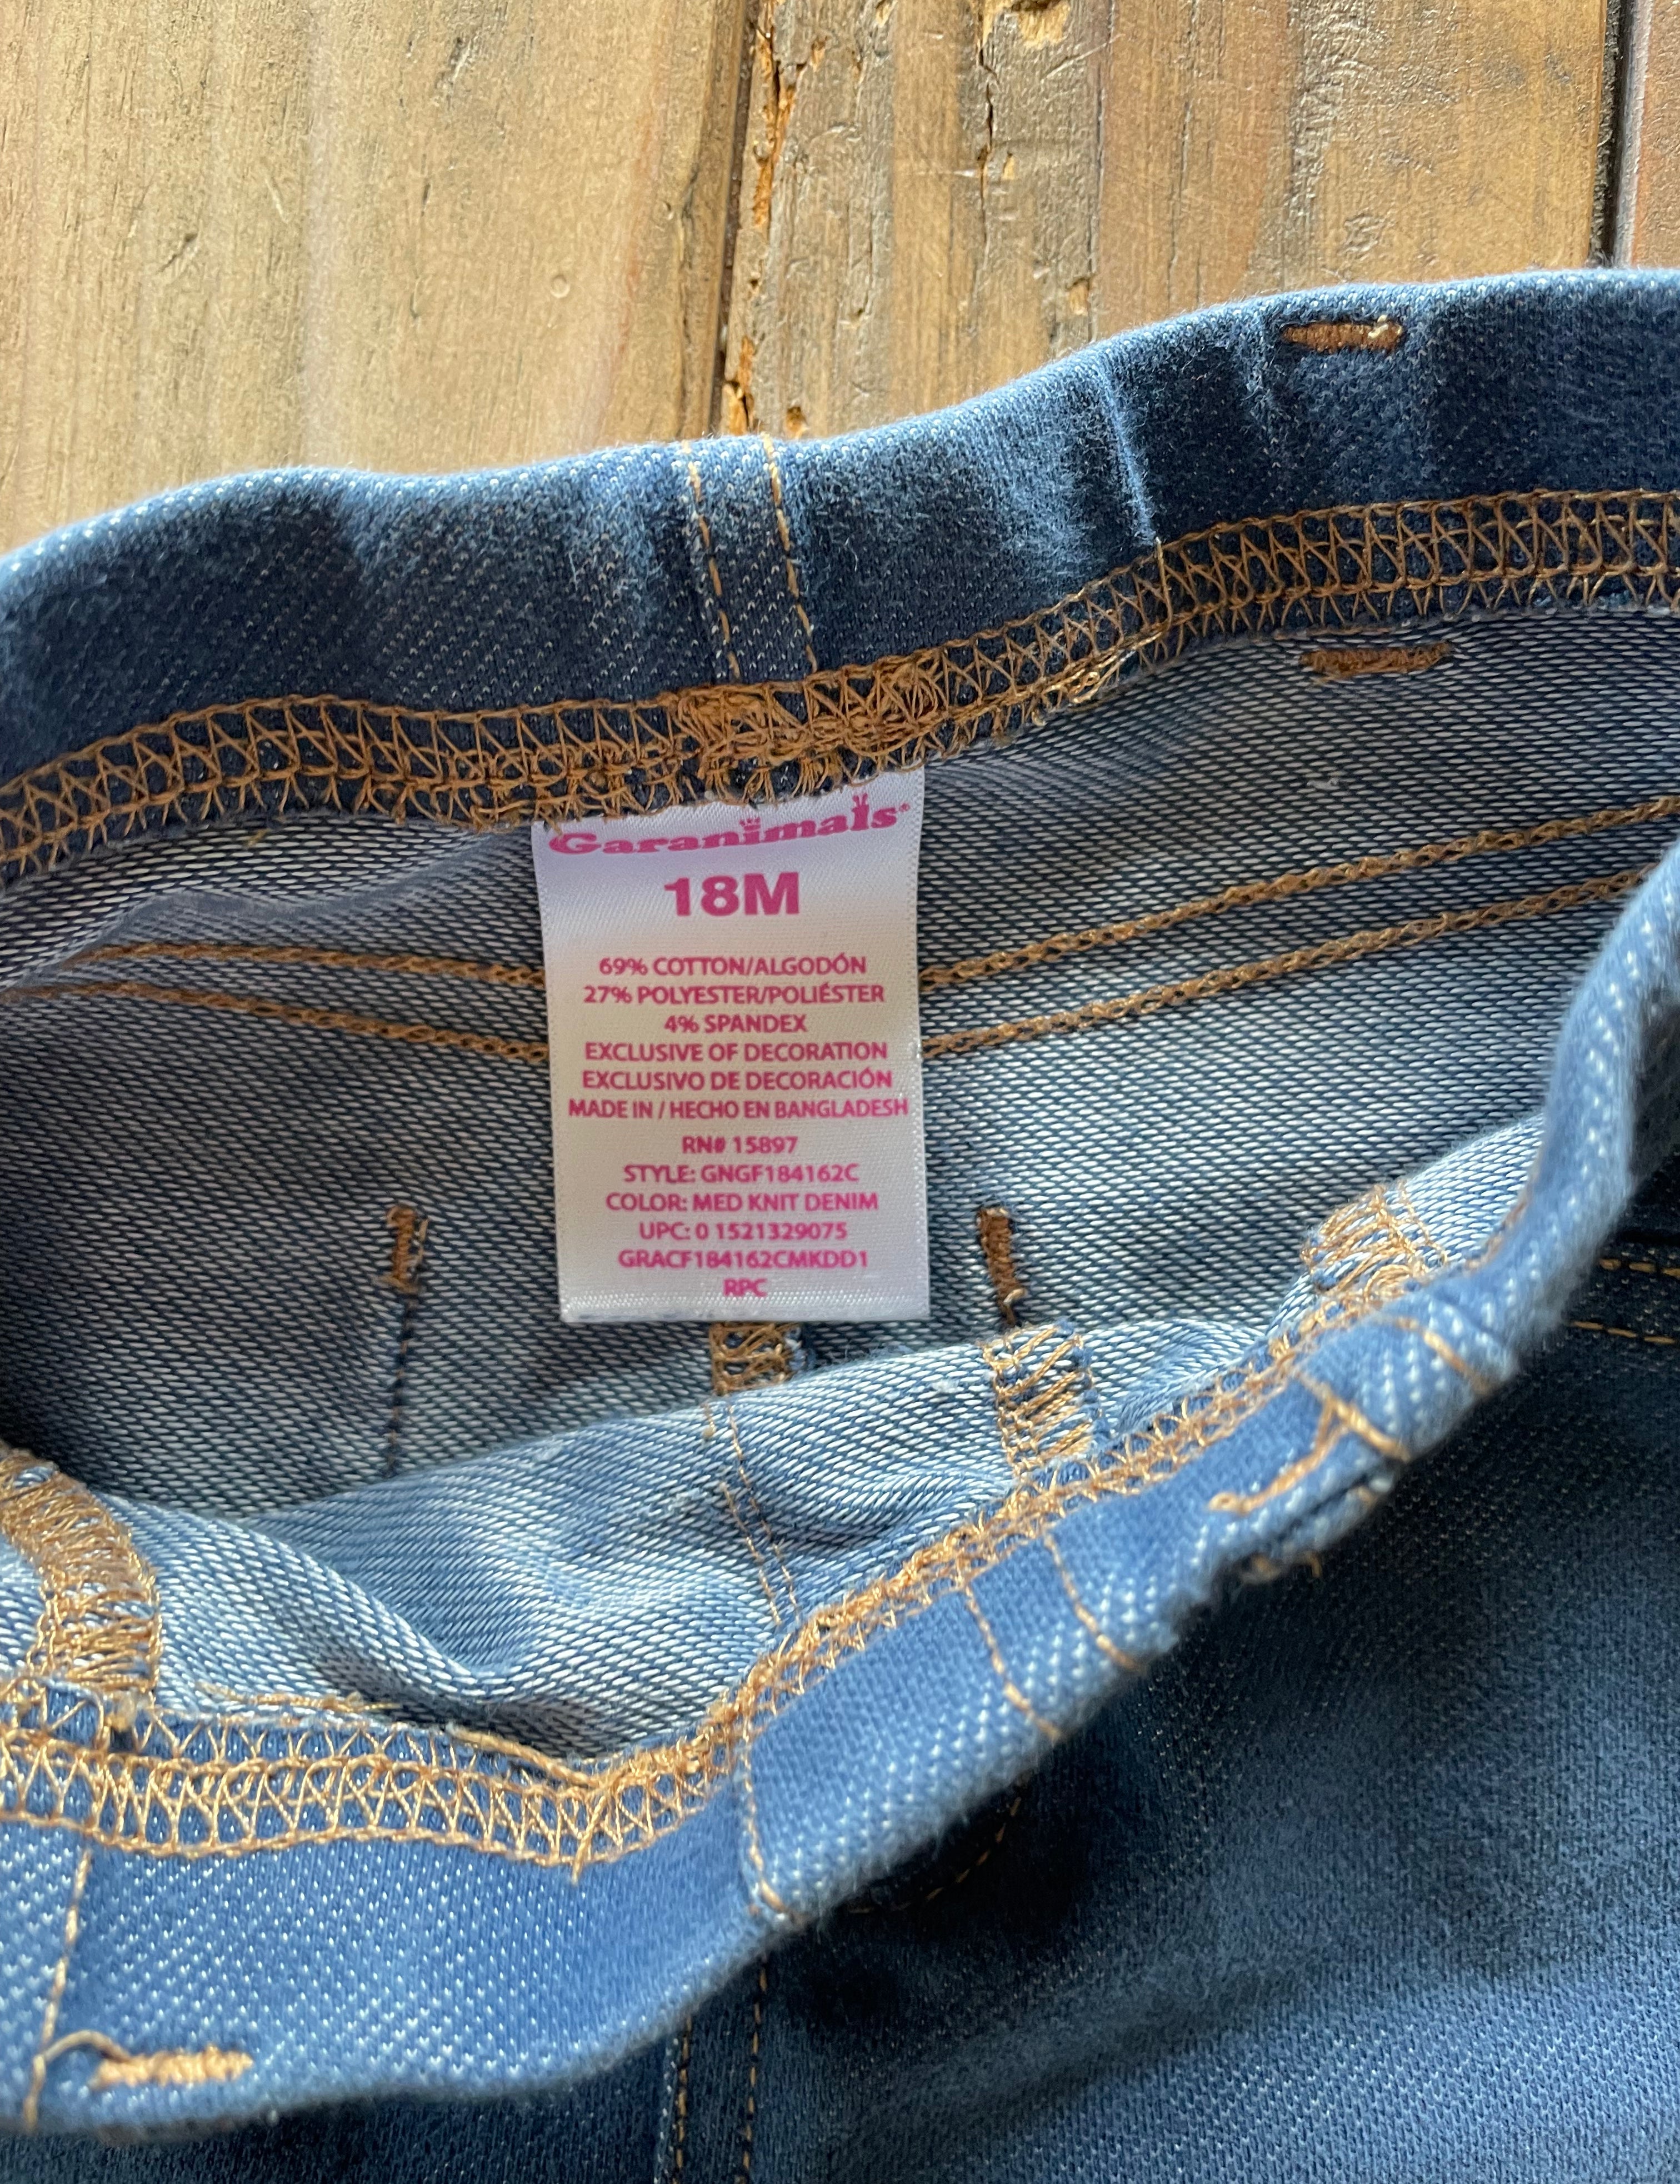 Garanimals®
18M
69% COTTON/ALGODÓN
27% POLYESTER/POLIÉSTER
4% SPANDEX
EXCLUSIVE OF DECORATION
EXCLUSIVO DE DECORACIÓN
MADE IN / HECHO EN BANGLADESH
RN# 15897
STYLE: GNGF184162C
COLOR: MED KNIT DENIM
UPC: 0 1521329075
GRACF184162CMKDD1
RPC